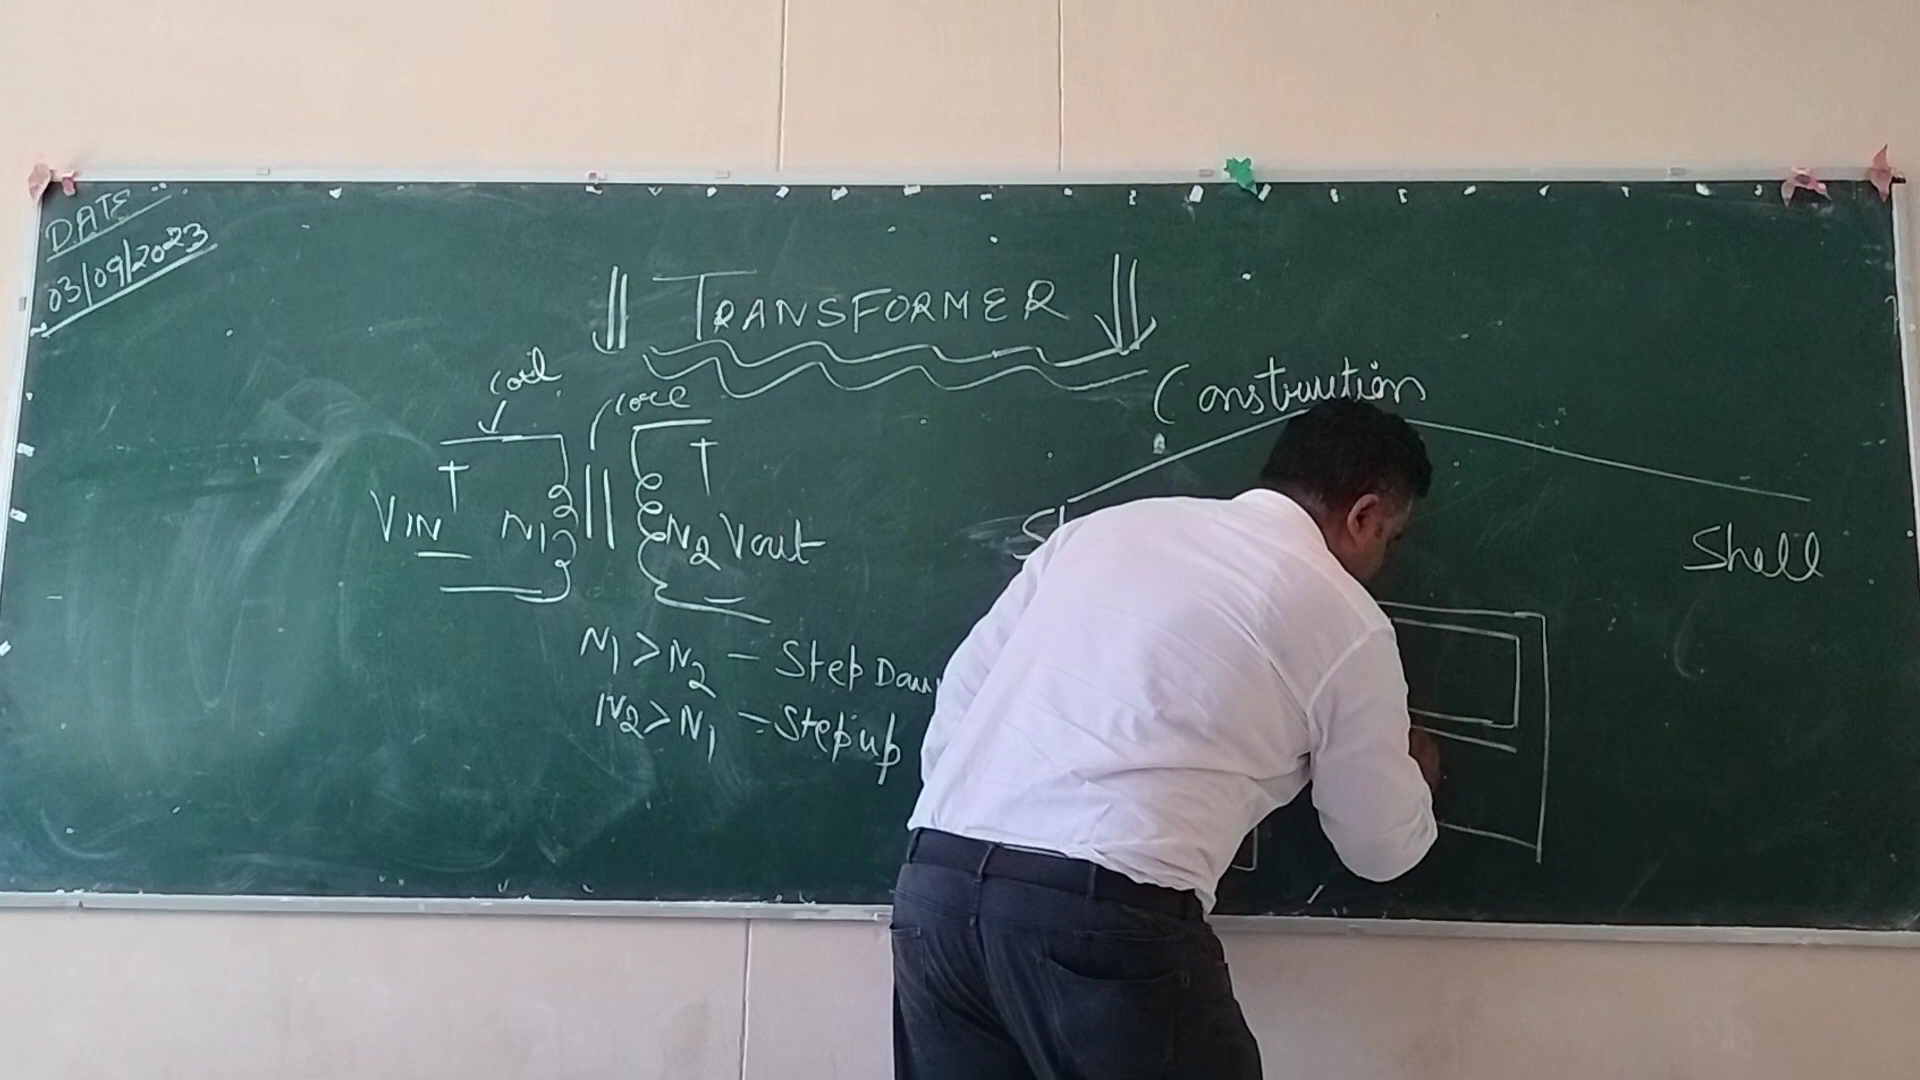 DATE
03/09/2023
TRANSFORMER
coil
core
Construction
VIN
N1
N2
Vout
Shell
N1 > N2 – Step Down
N2 > N1 – Step up